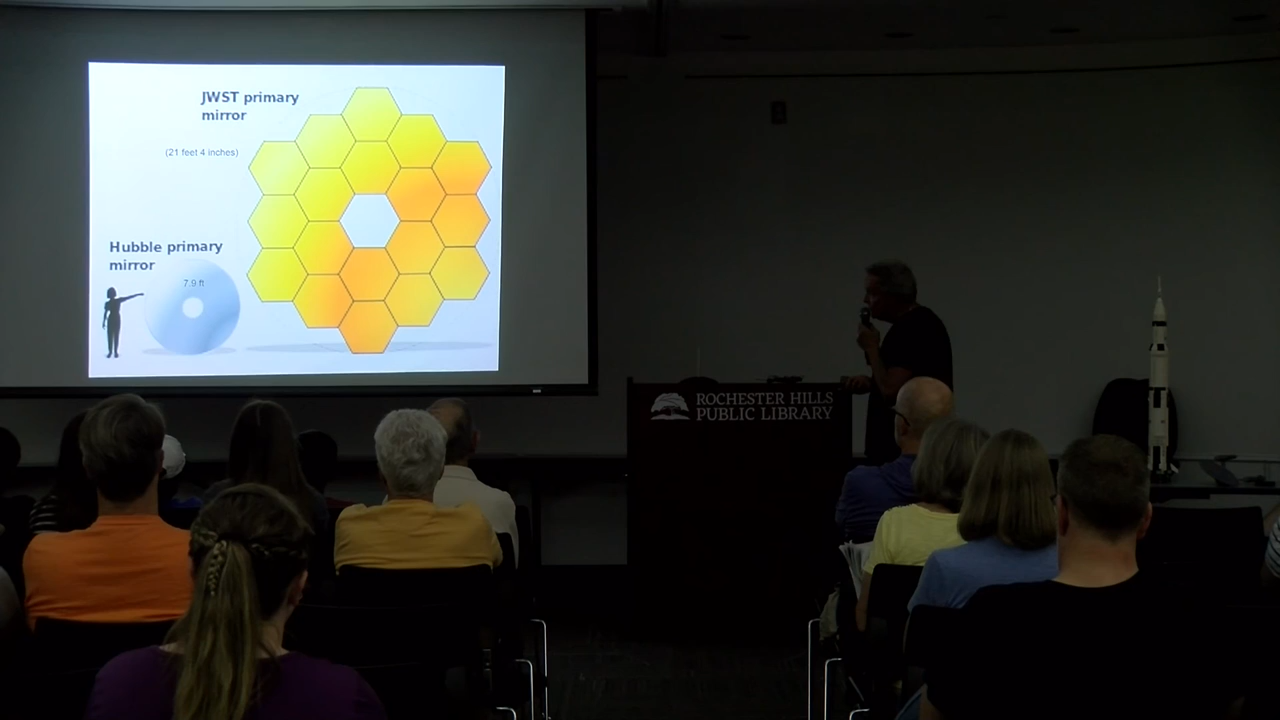 JWST primary
mirror
(21 feet 4 inches)
Hubble primary
mirror
7.9 ft
ROCHESTER HILLS
PUBLIC LIBRARY